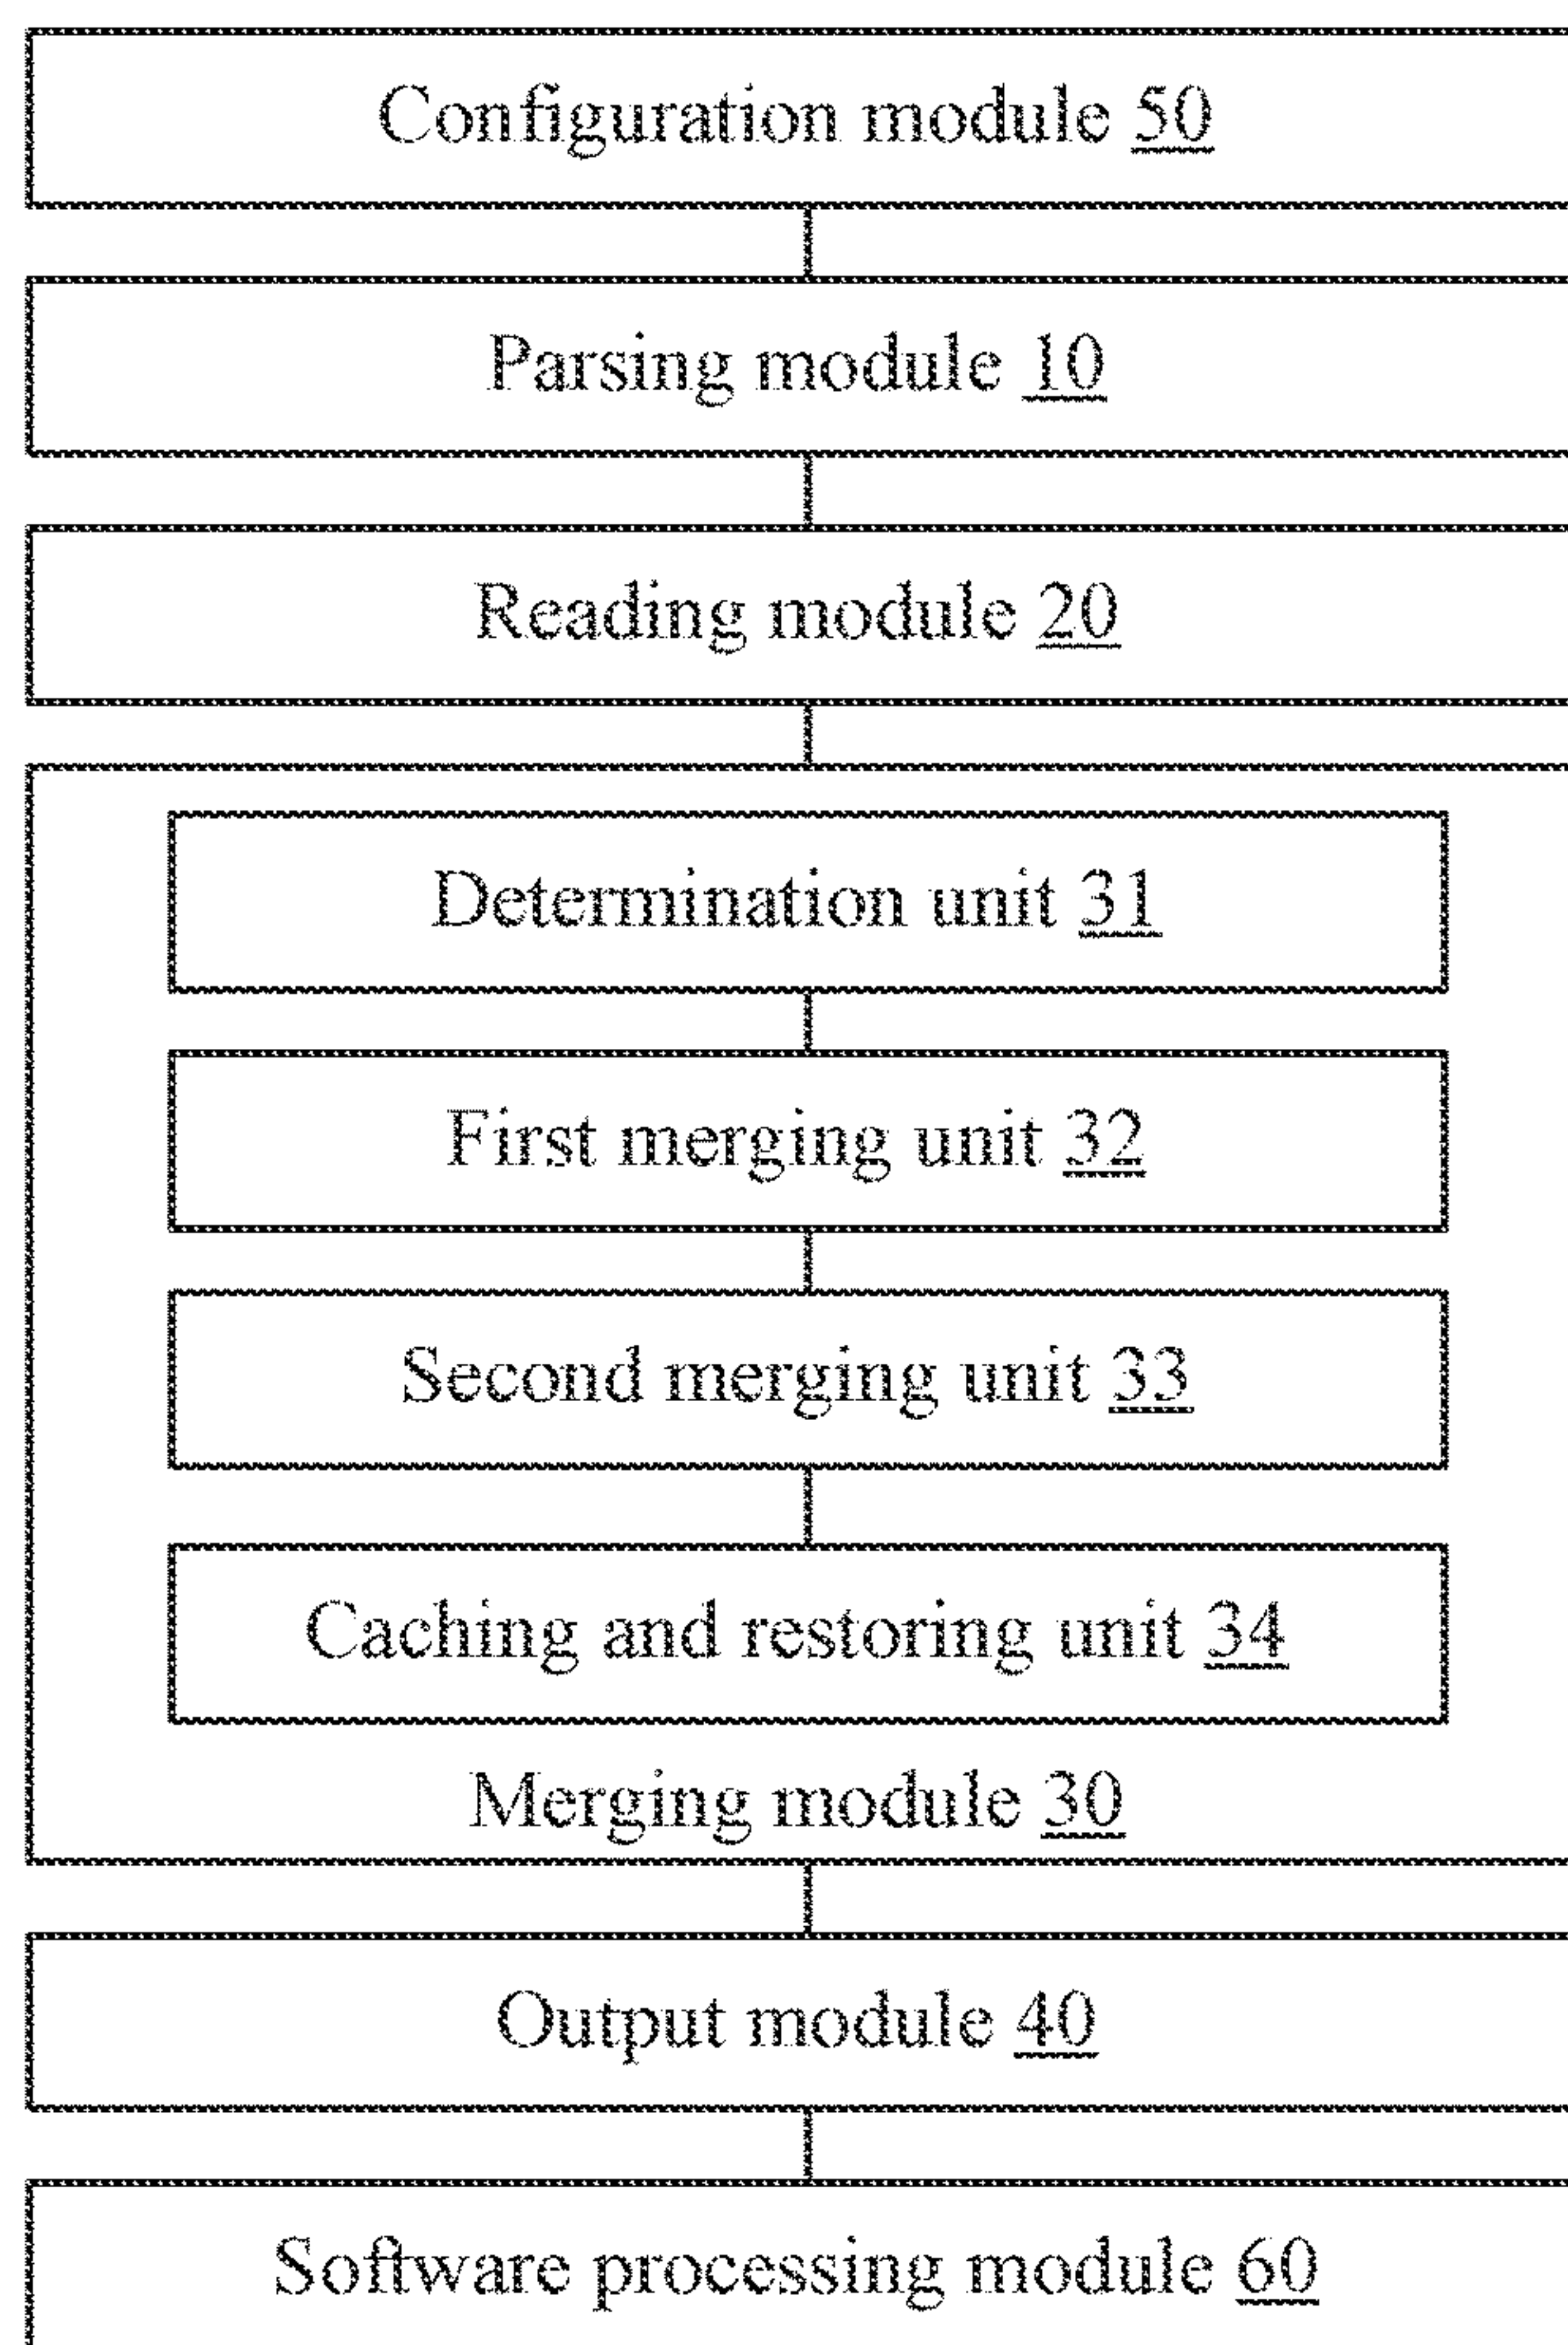 Configuration module 50
Parsing module 10
Reading module 20
Determination unit 31
First merging unit 32
Second merging unit 33
Caching and restoring unit 34
Merging module 30
Output module 40
Software processing module 60